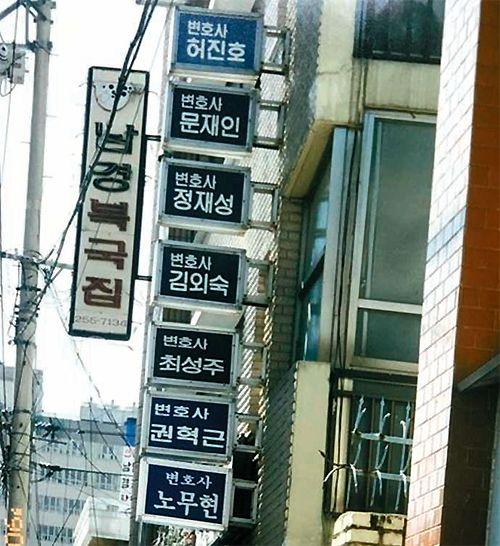 변호사
허진호
변호사
문재인
변호사
정재성
변호사
김외숙
변호사
최성주
변호사
권혁근
변호사
노무현
남경북국집
255-7134